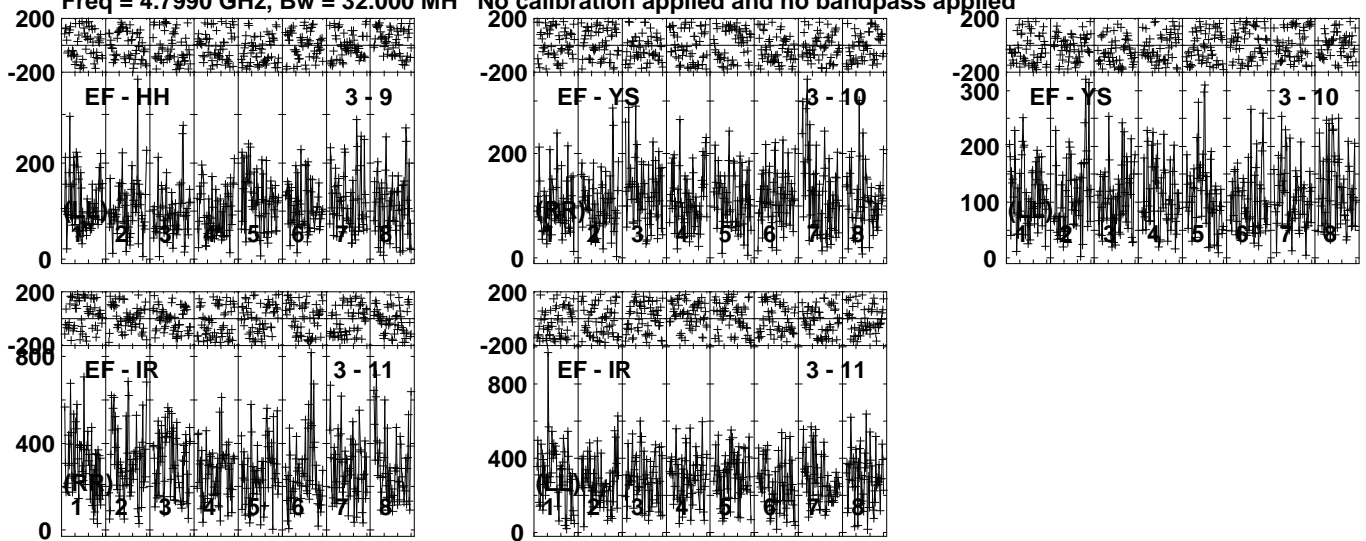 Freq = 4.7990 GHz, Bw = 32.000 MH No calibration applied and no bandpass applied
200
-200
EF - HH 3 - 9
200
(LL)
1 2 3 4 5 6 7 8
0
200
-200
EF - YS 3 - 10
200
(RR)
1 2 3 4 5 6 7 8
0
200
-200
300
EF - YS 3 - 10
200
100
(LL)
1 2 3 4 5 6 7 8
0
200
-200
800
EF - IR 3 - 11
400
(RR)
1 2 3 4 5 6 7 8
0
200
-200
EF - IR 3 - 11
800
400
(LL)
1 2 3 4 5 6 7 8
0